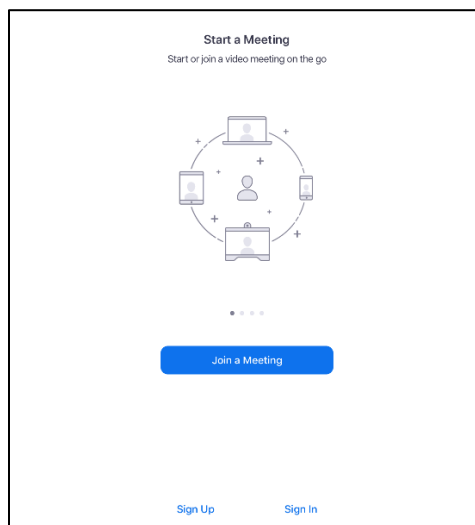 Start a Meeting
Start or join a video meeting on the go
Join a Meeting
Sign Up Sign In